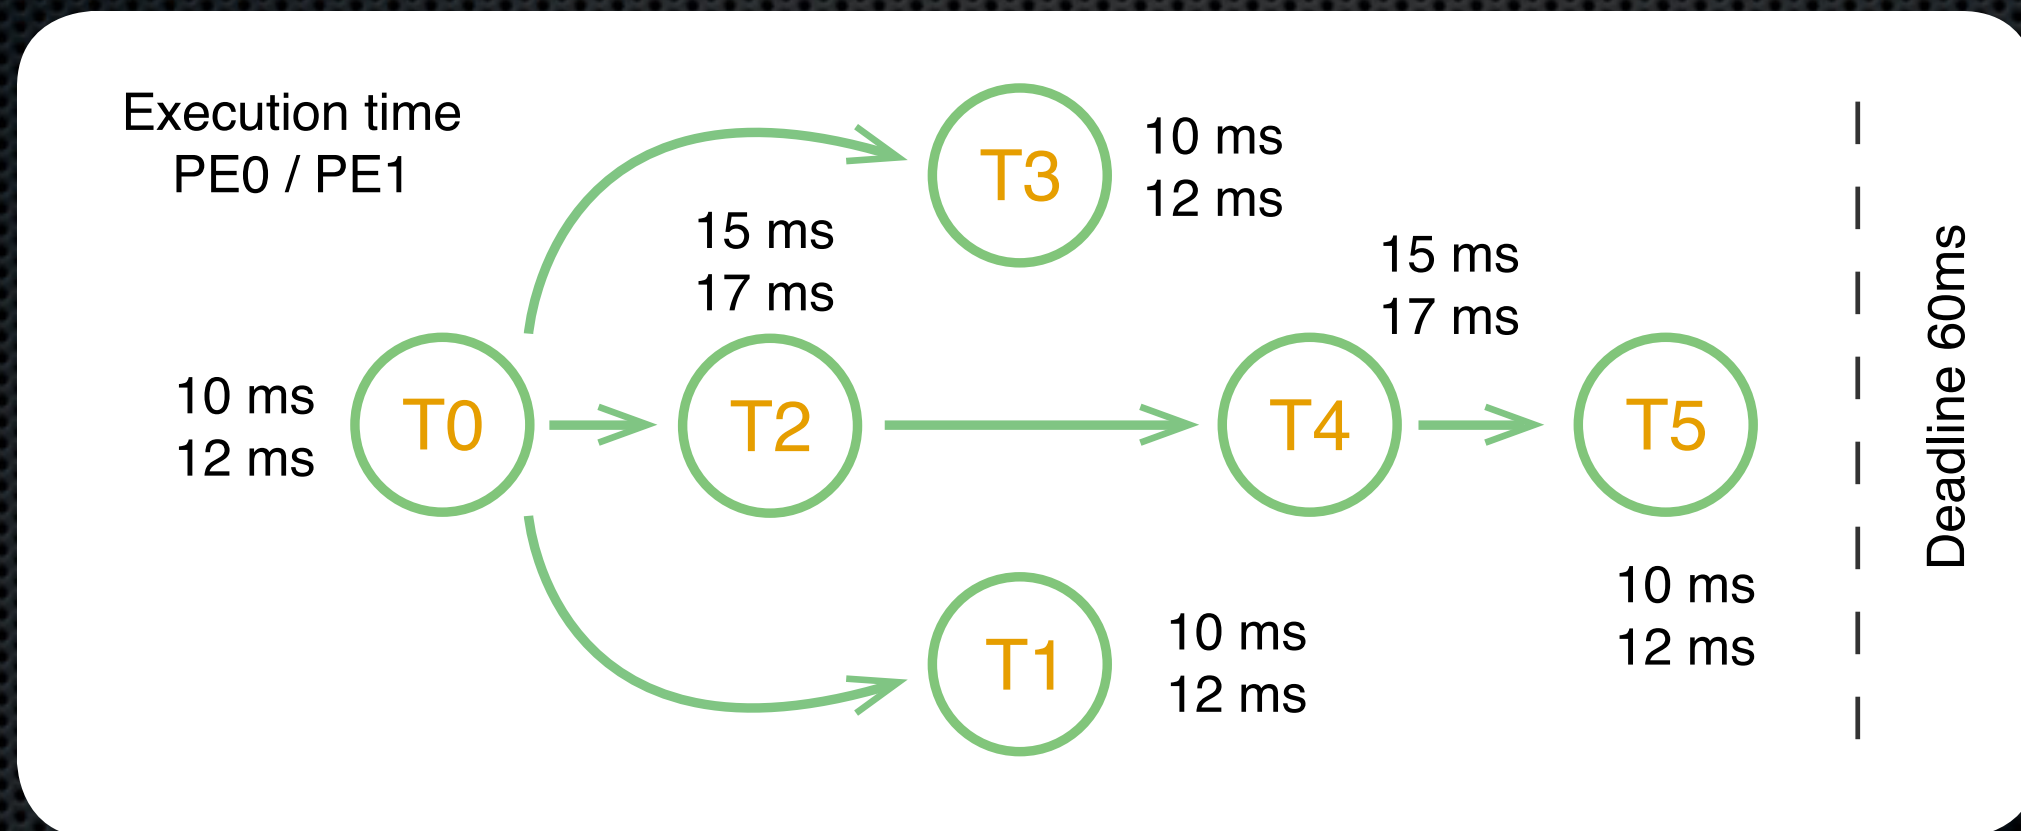 Execution time
PE0 / PE1
T3
10 ms
12 ms
15 ms
17 ms
15 ms
17 ms
10 ms
12 ms
T0
T2
T4
T5
Deadline 60ms
T1
10 ms
12 ms
10 ms
12 ms